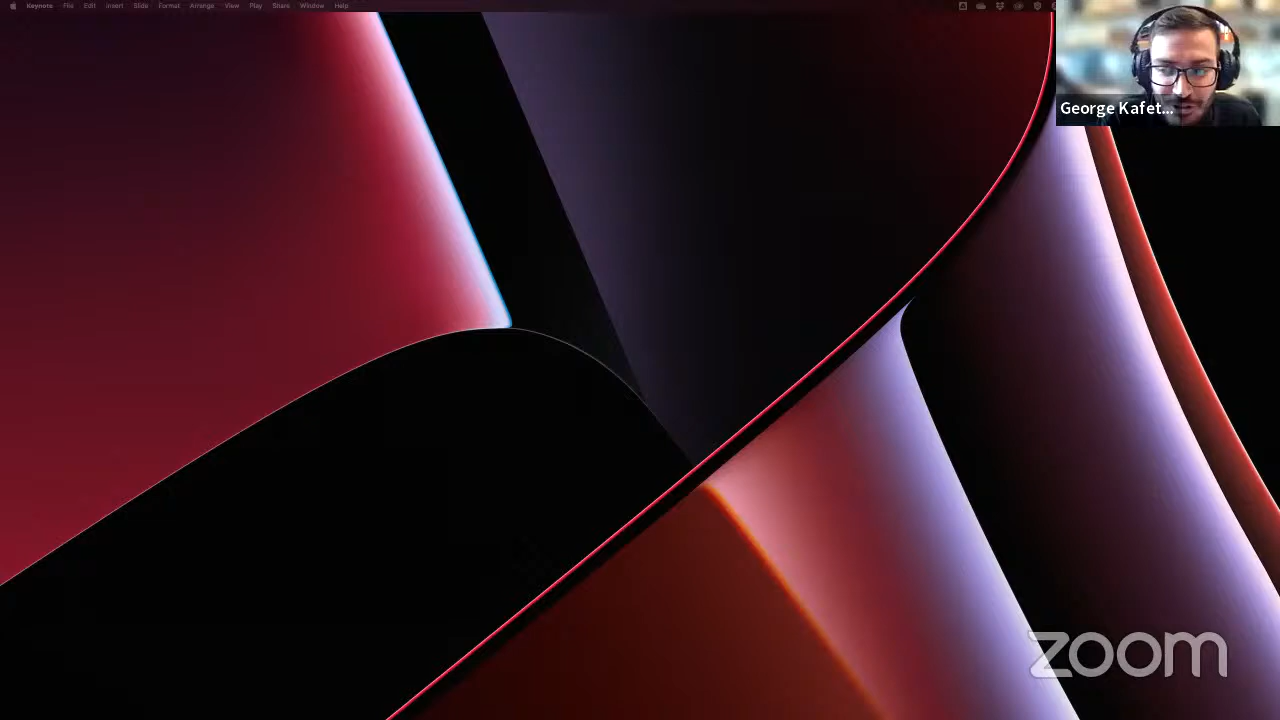 Keynote File Edit Insert Slide Format Arrange View Play Share Window Help
George Kafet...
zoom